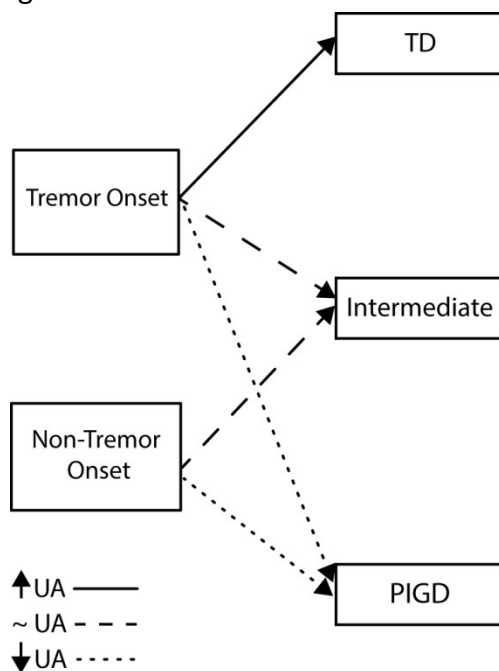 TD
Tremor Onset
Intermediate
Non-Tremor
Onset
PIGD
↑ UA
~ UA
↓ UA